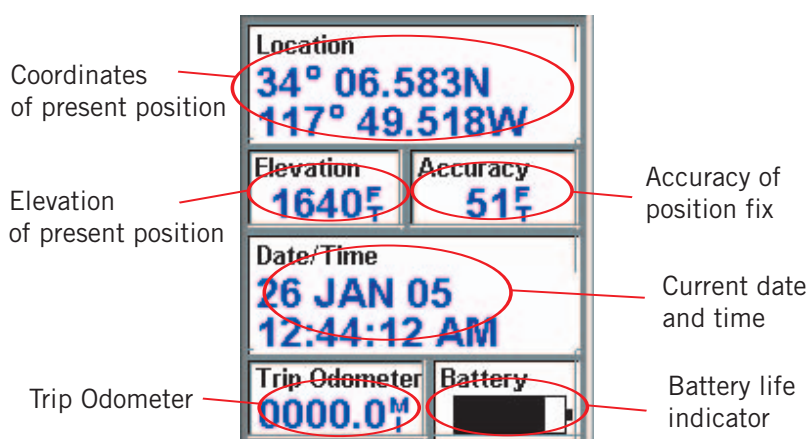 Location
34° 06.583N
117° 49.518W
Coordinates
of present position
Elevation
1640FT
Accuracy
51FT
Elevation
of present position
Accuracy of
position fix
Date/Time
26 JAN 05
12:44:12 AM
Current date
and time
Trip Odometer
0000.0MI
Battery
Trip Odometer
Battery life
indicator